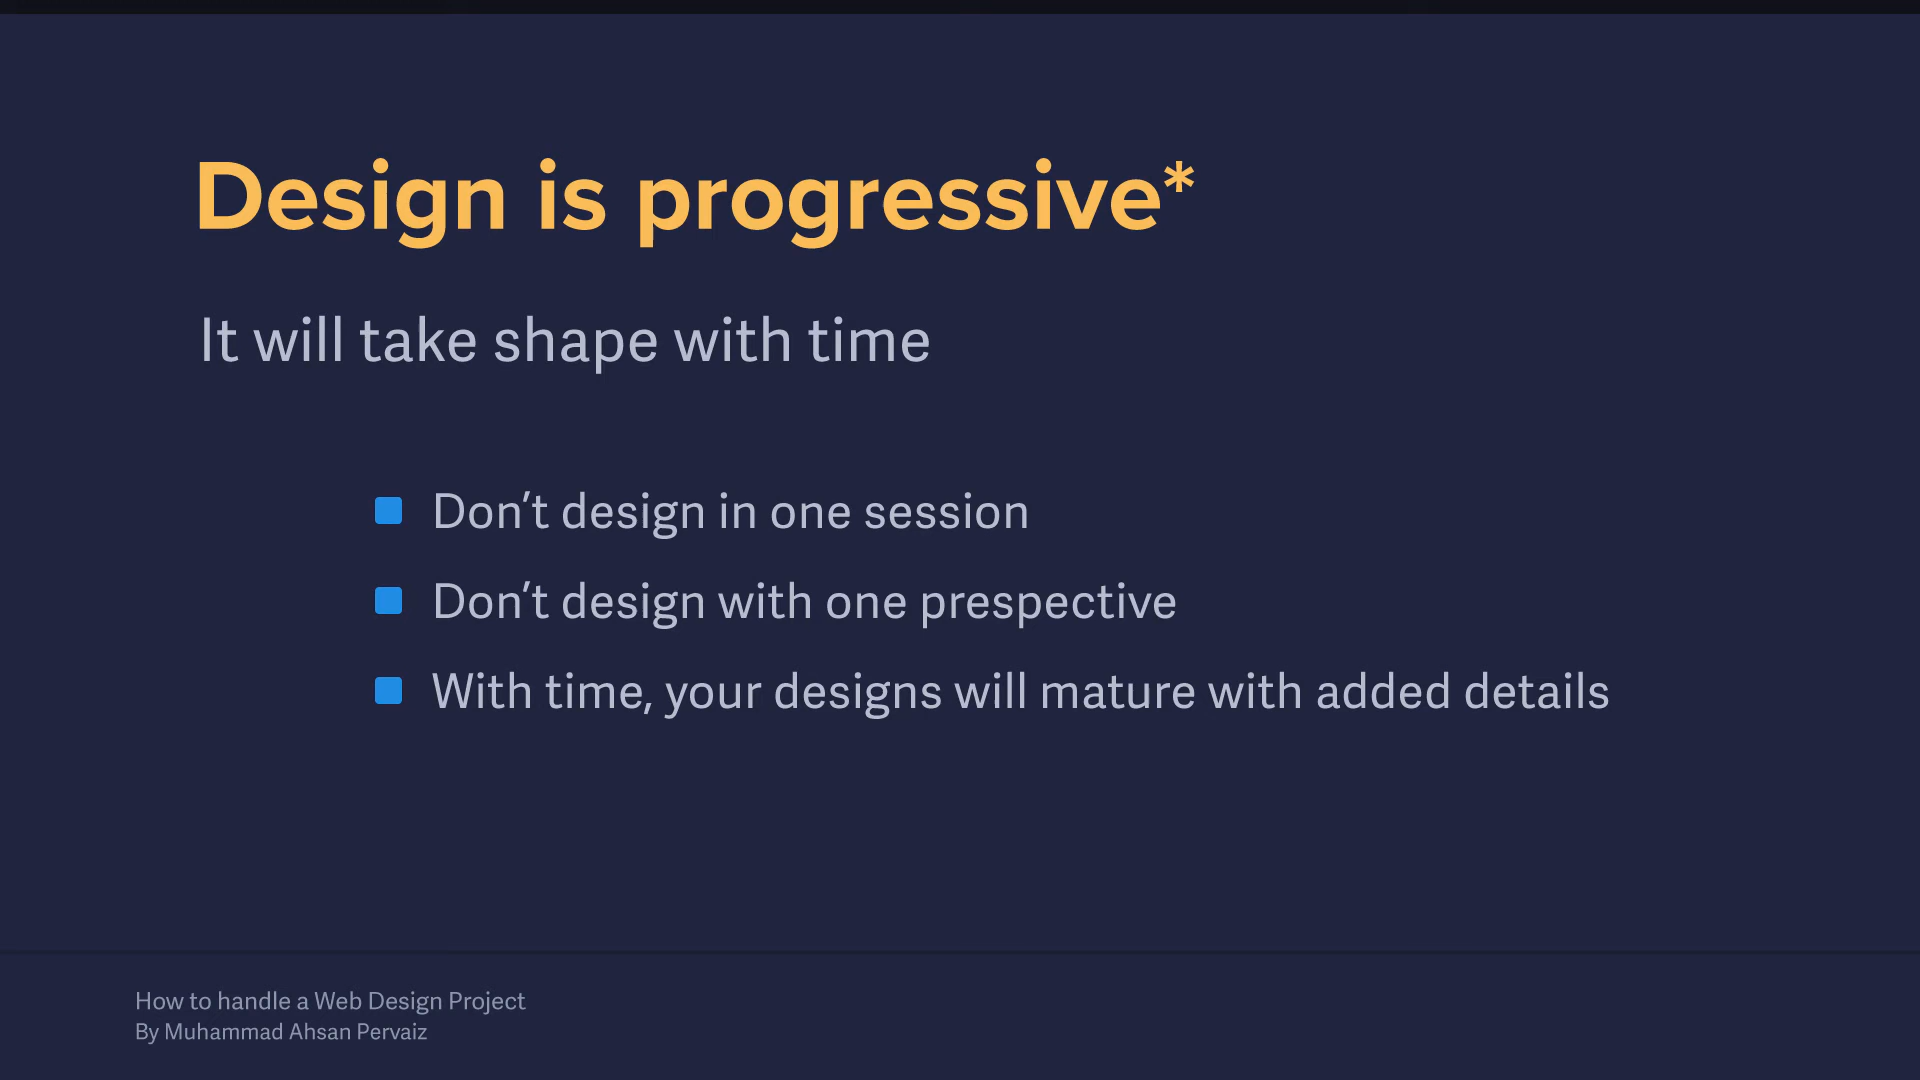 Design is progressive*
It will take shape with time
Don’t design in one session
Don’t design with one prespective
With time, your designs will mature with added details
How to handle a Web Design Project
By Muhammad Ahsan Pervaiz